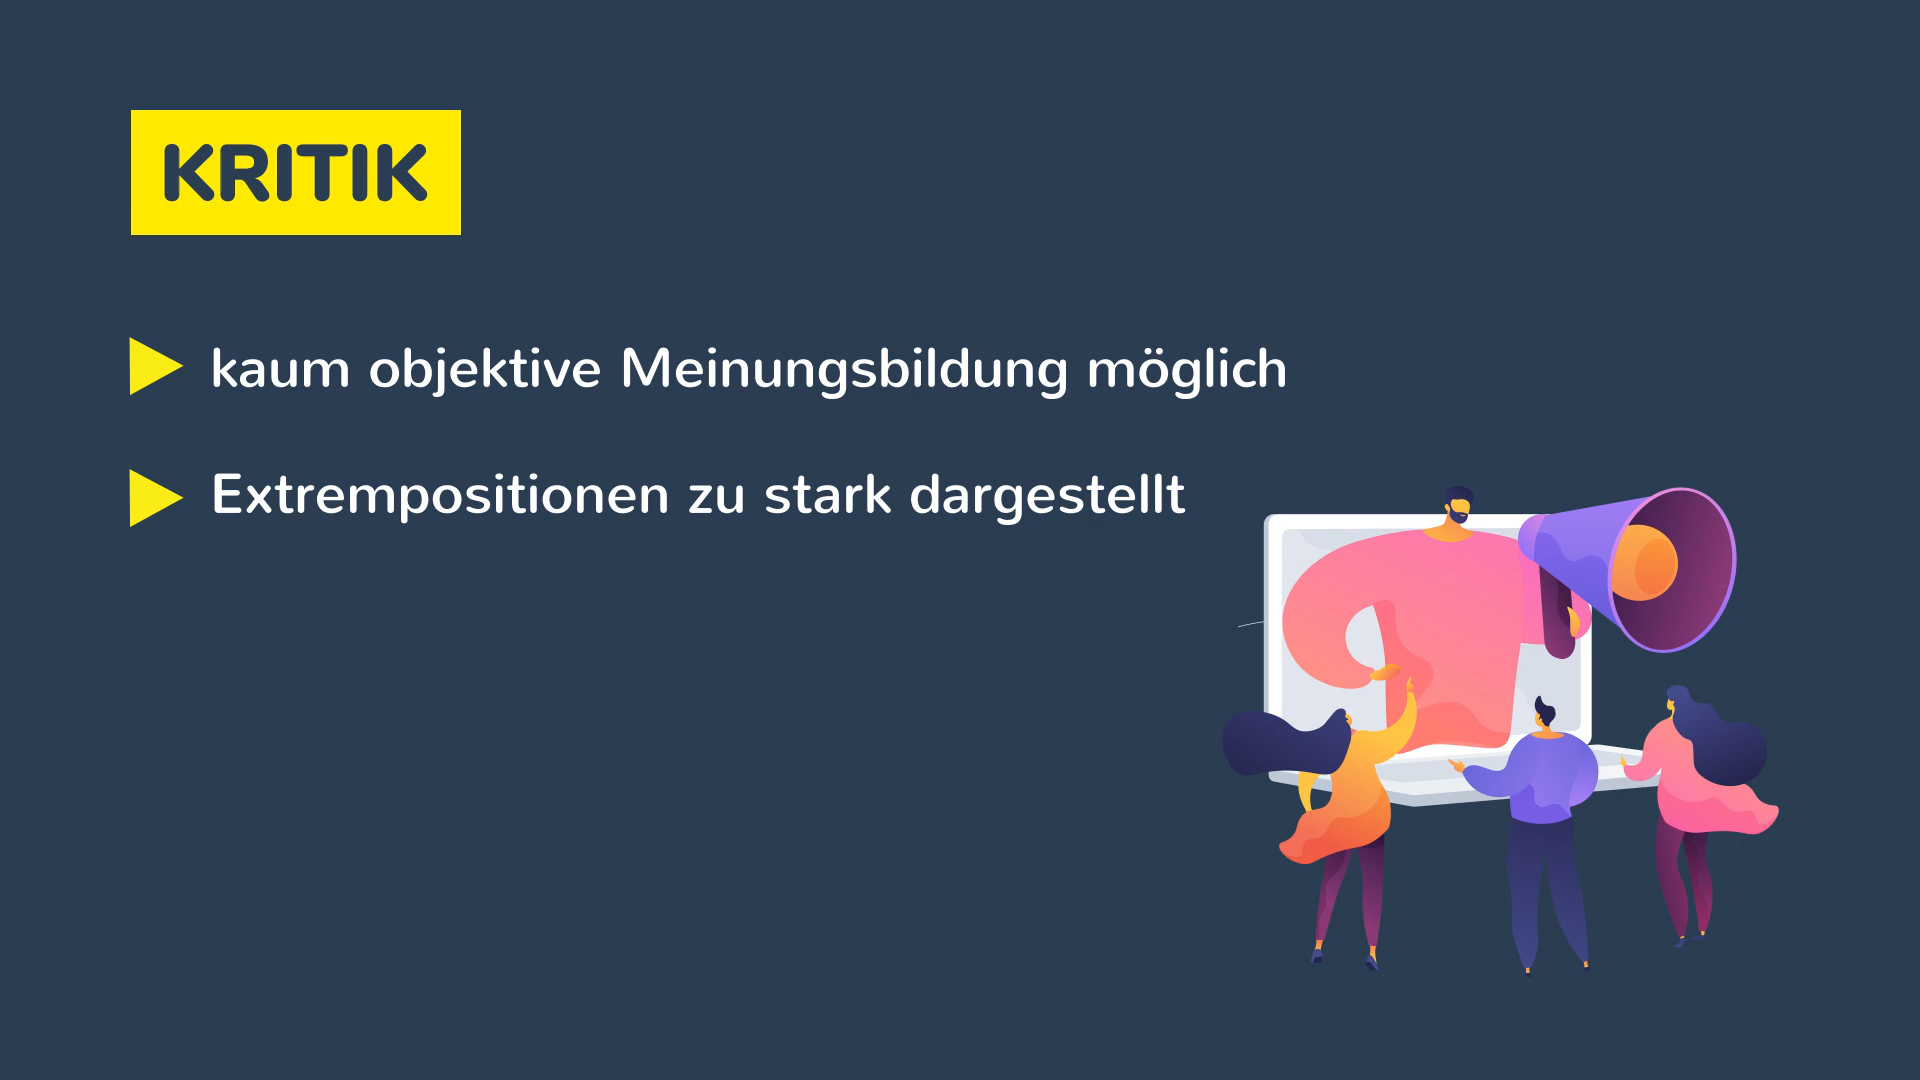 KRITIK
kaum objektive Meinungsbildung möglich
Extrempositionen zu stark dargestellt